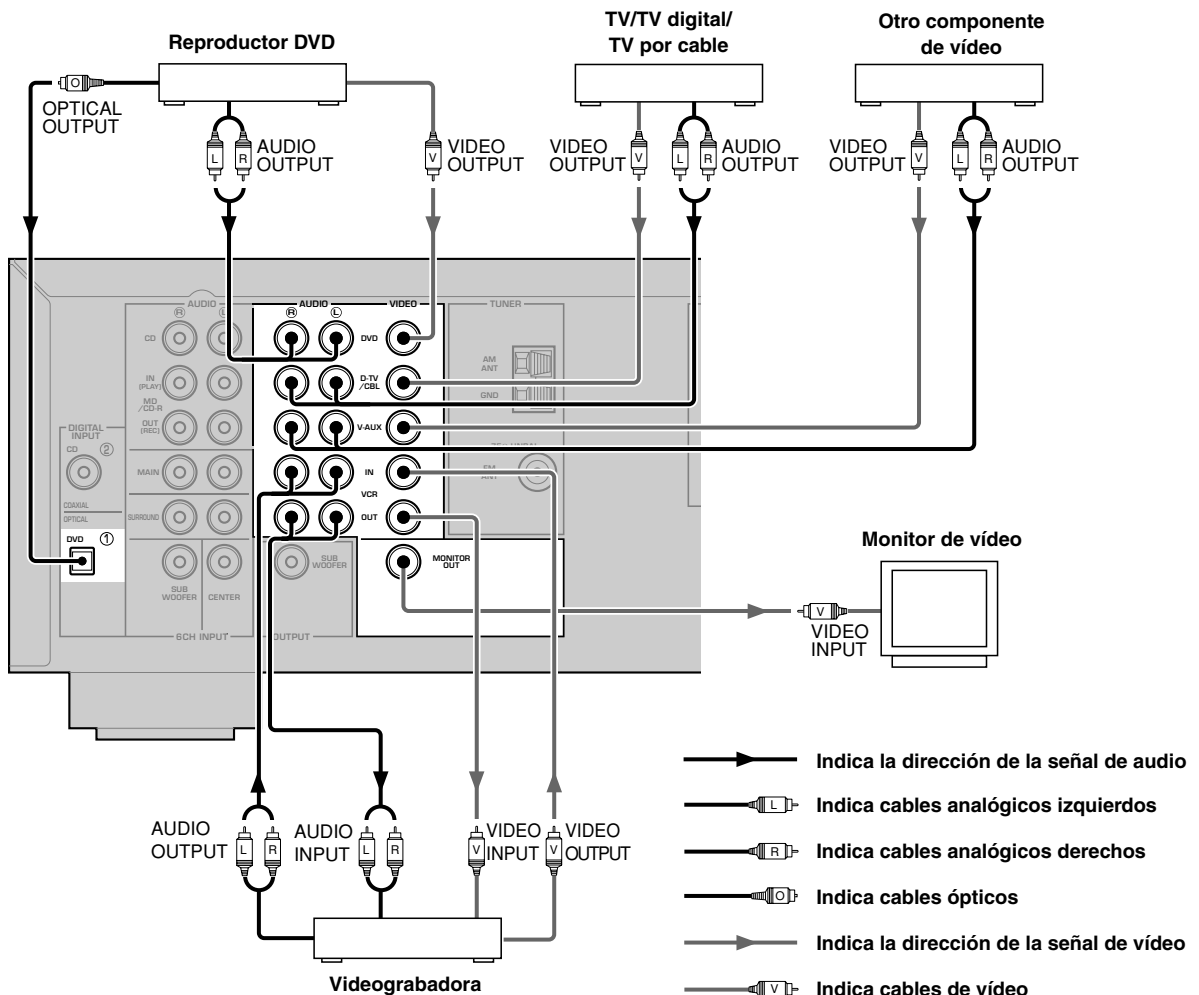 Reproductor DVD
TV/TV digital/
TV por cable
Otro componente
de vídeo
O
OPTICAL
OUTPUT
L
R
AUDIO
OUTPUT
V
VIDEO
OUTPUT
VIDEO
OUTPUT
V
L
R
AUDIO
OUTPUT
VIDEO
OUTPUT
V
L
R
AUDIO
OUTPUT
AUDIO
R
L
CD
IN
(PLAY)
MD
/CD-R
OUT
(REC)
MAIN
SURROUND
SUB
WOOFER
CENTER
6CH INPUT
DIGITAL
INPUT
CD
②
COAXIAL
OPTICAL
DVD
①
AUDIO
VIDEO
R
L
DVD
D-TV
/CBL
V-AUX
IN
VCR
OUT
SUB
WOOFER
OUTPUT
MONITOR
OUT
TUNER
AM
ANT
GND
FM
ANT
Monitor de vídeo
V
VIDEO
INPUT
AUDIO
OUTPUT
L
R
AUDIO
INPUT
L
R
V
VIDEO
INPUT
V
VIDEO
OUTPUT
Videograbadora
Indica la dirección de la señal de audio
L
Indica cables analógicos izquierdos
R
Indica cables analógicos derechos
O
Indica cables ópticos
Indica la dirección de la señal de vídeo
V
Indica cables de vídeo